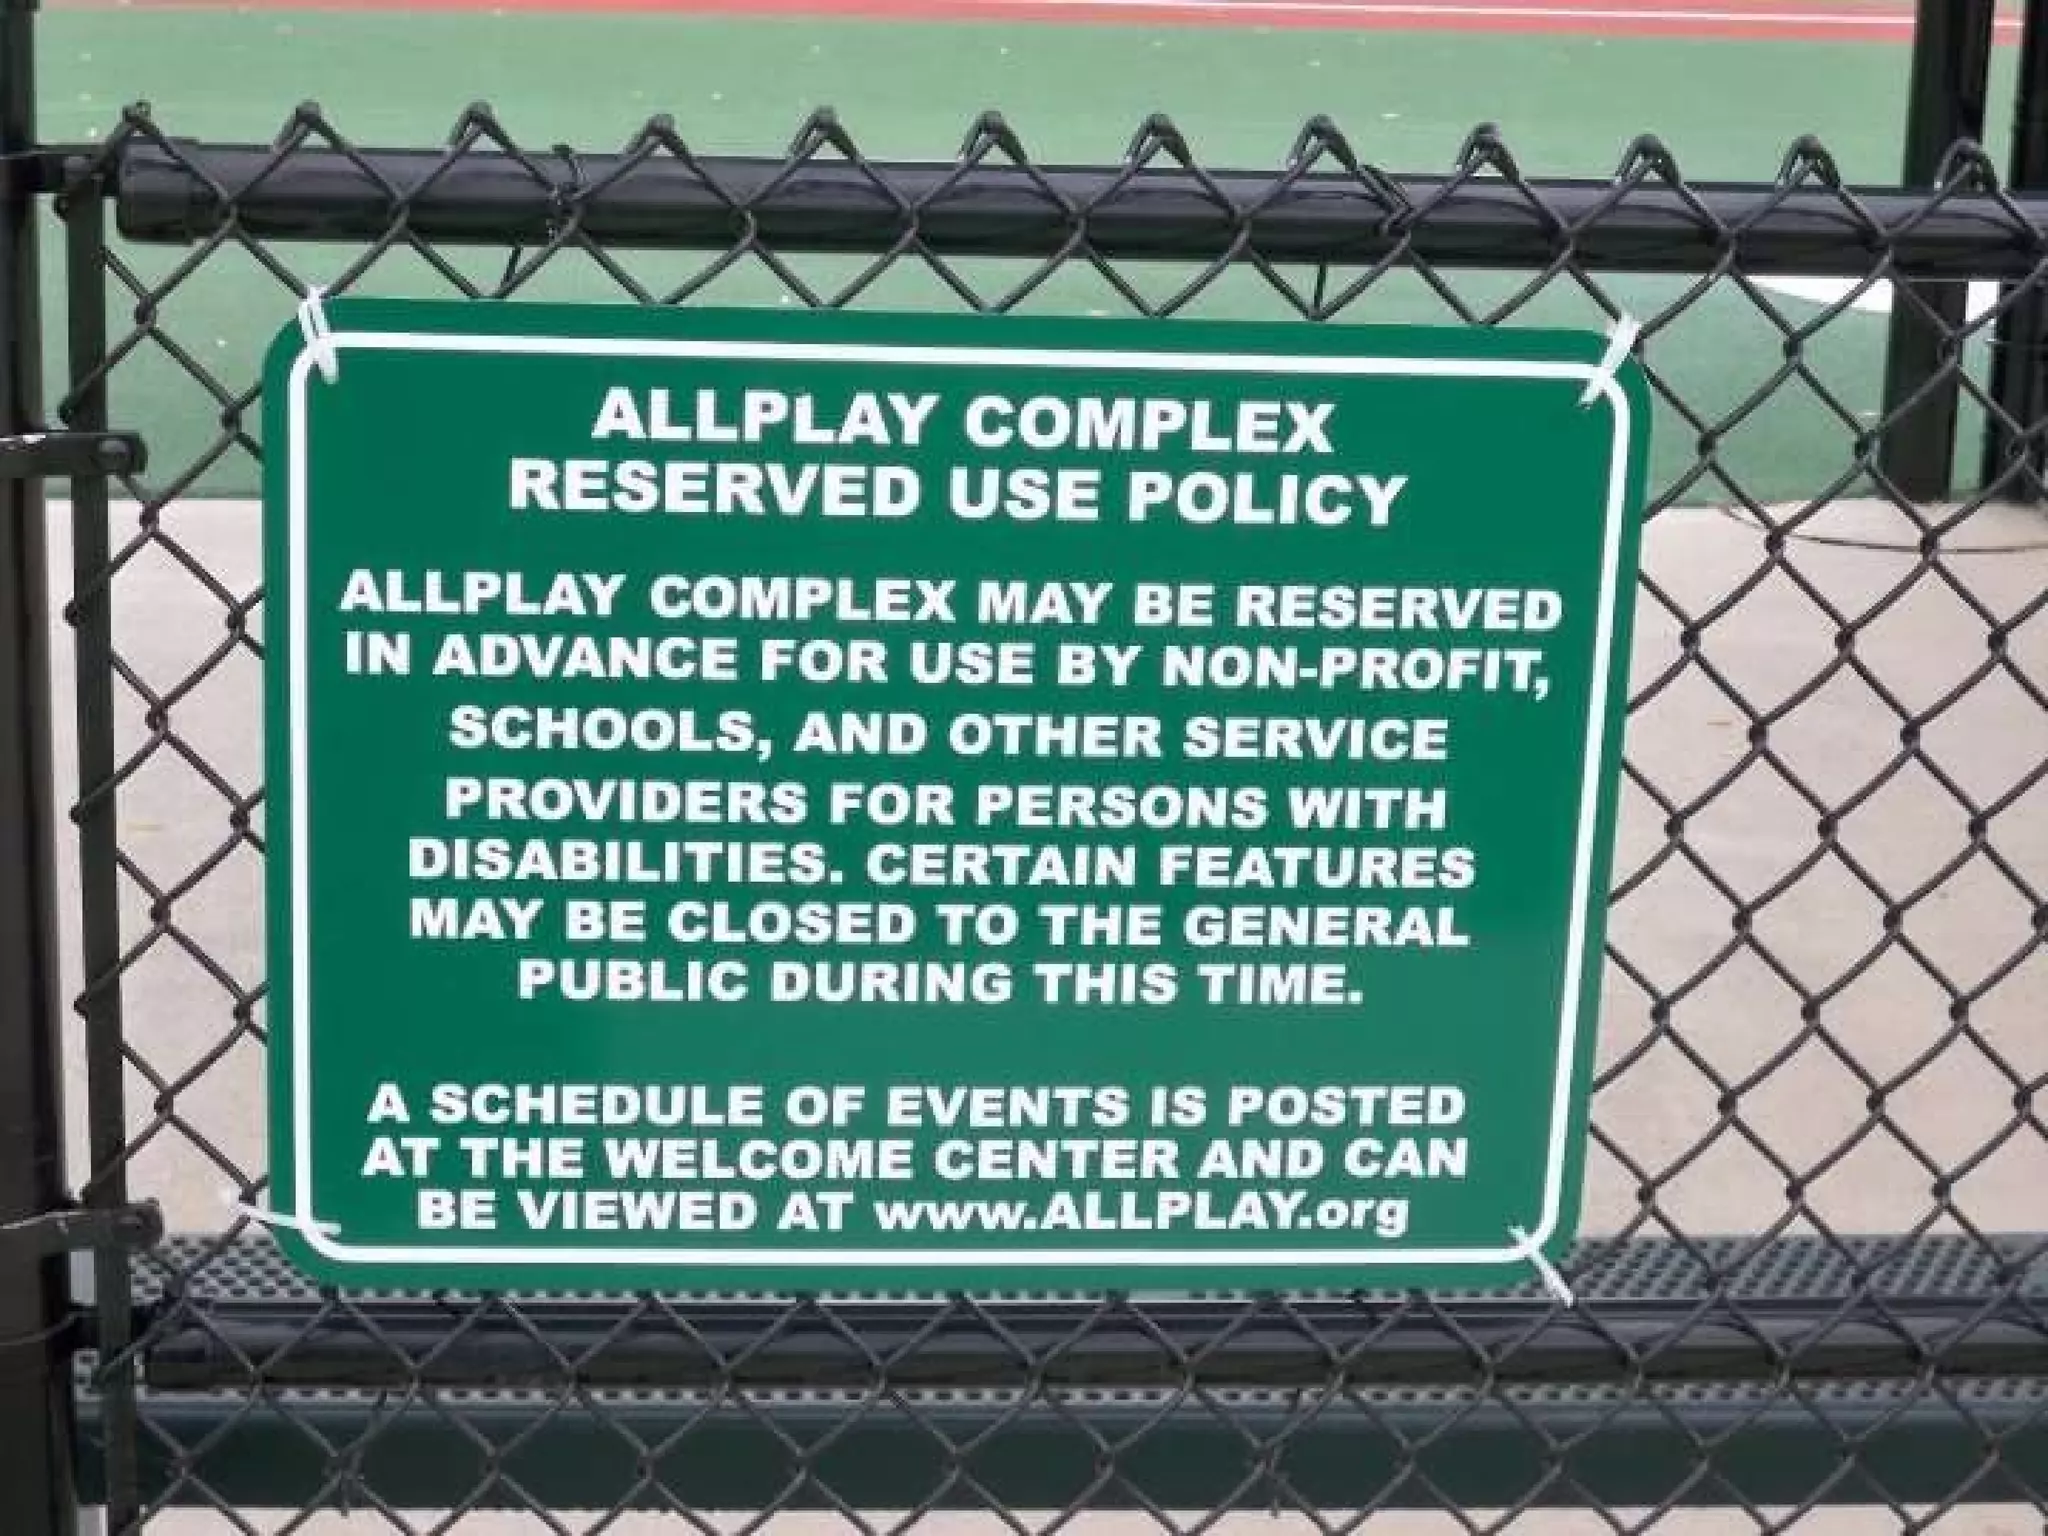 ALLPLAY COMPLEX
RESERVED USE POLICY
ALLPLAY COMPLEX MAY BE RESERVED
IN ADVANCE FOR USE BY NON-PROFIT,
SCHOOLS, AND OTHER SERVICE
PROVIDERS FOR PERSONS WITH
DISABILITIES. CERTAIN FEATURES
MAY BE CLOSED TO THE GENERAL
PUBLIC DURING THIS TIME.
A SCHEDULE OF EVENTS IS POSTED
AT THE WELCOME CENTER AND CAN
BE VIEWED AT www.ALLPLAY.org